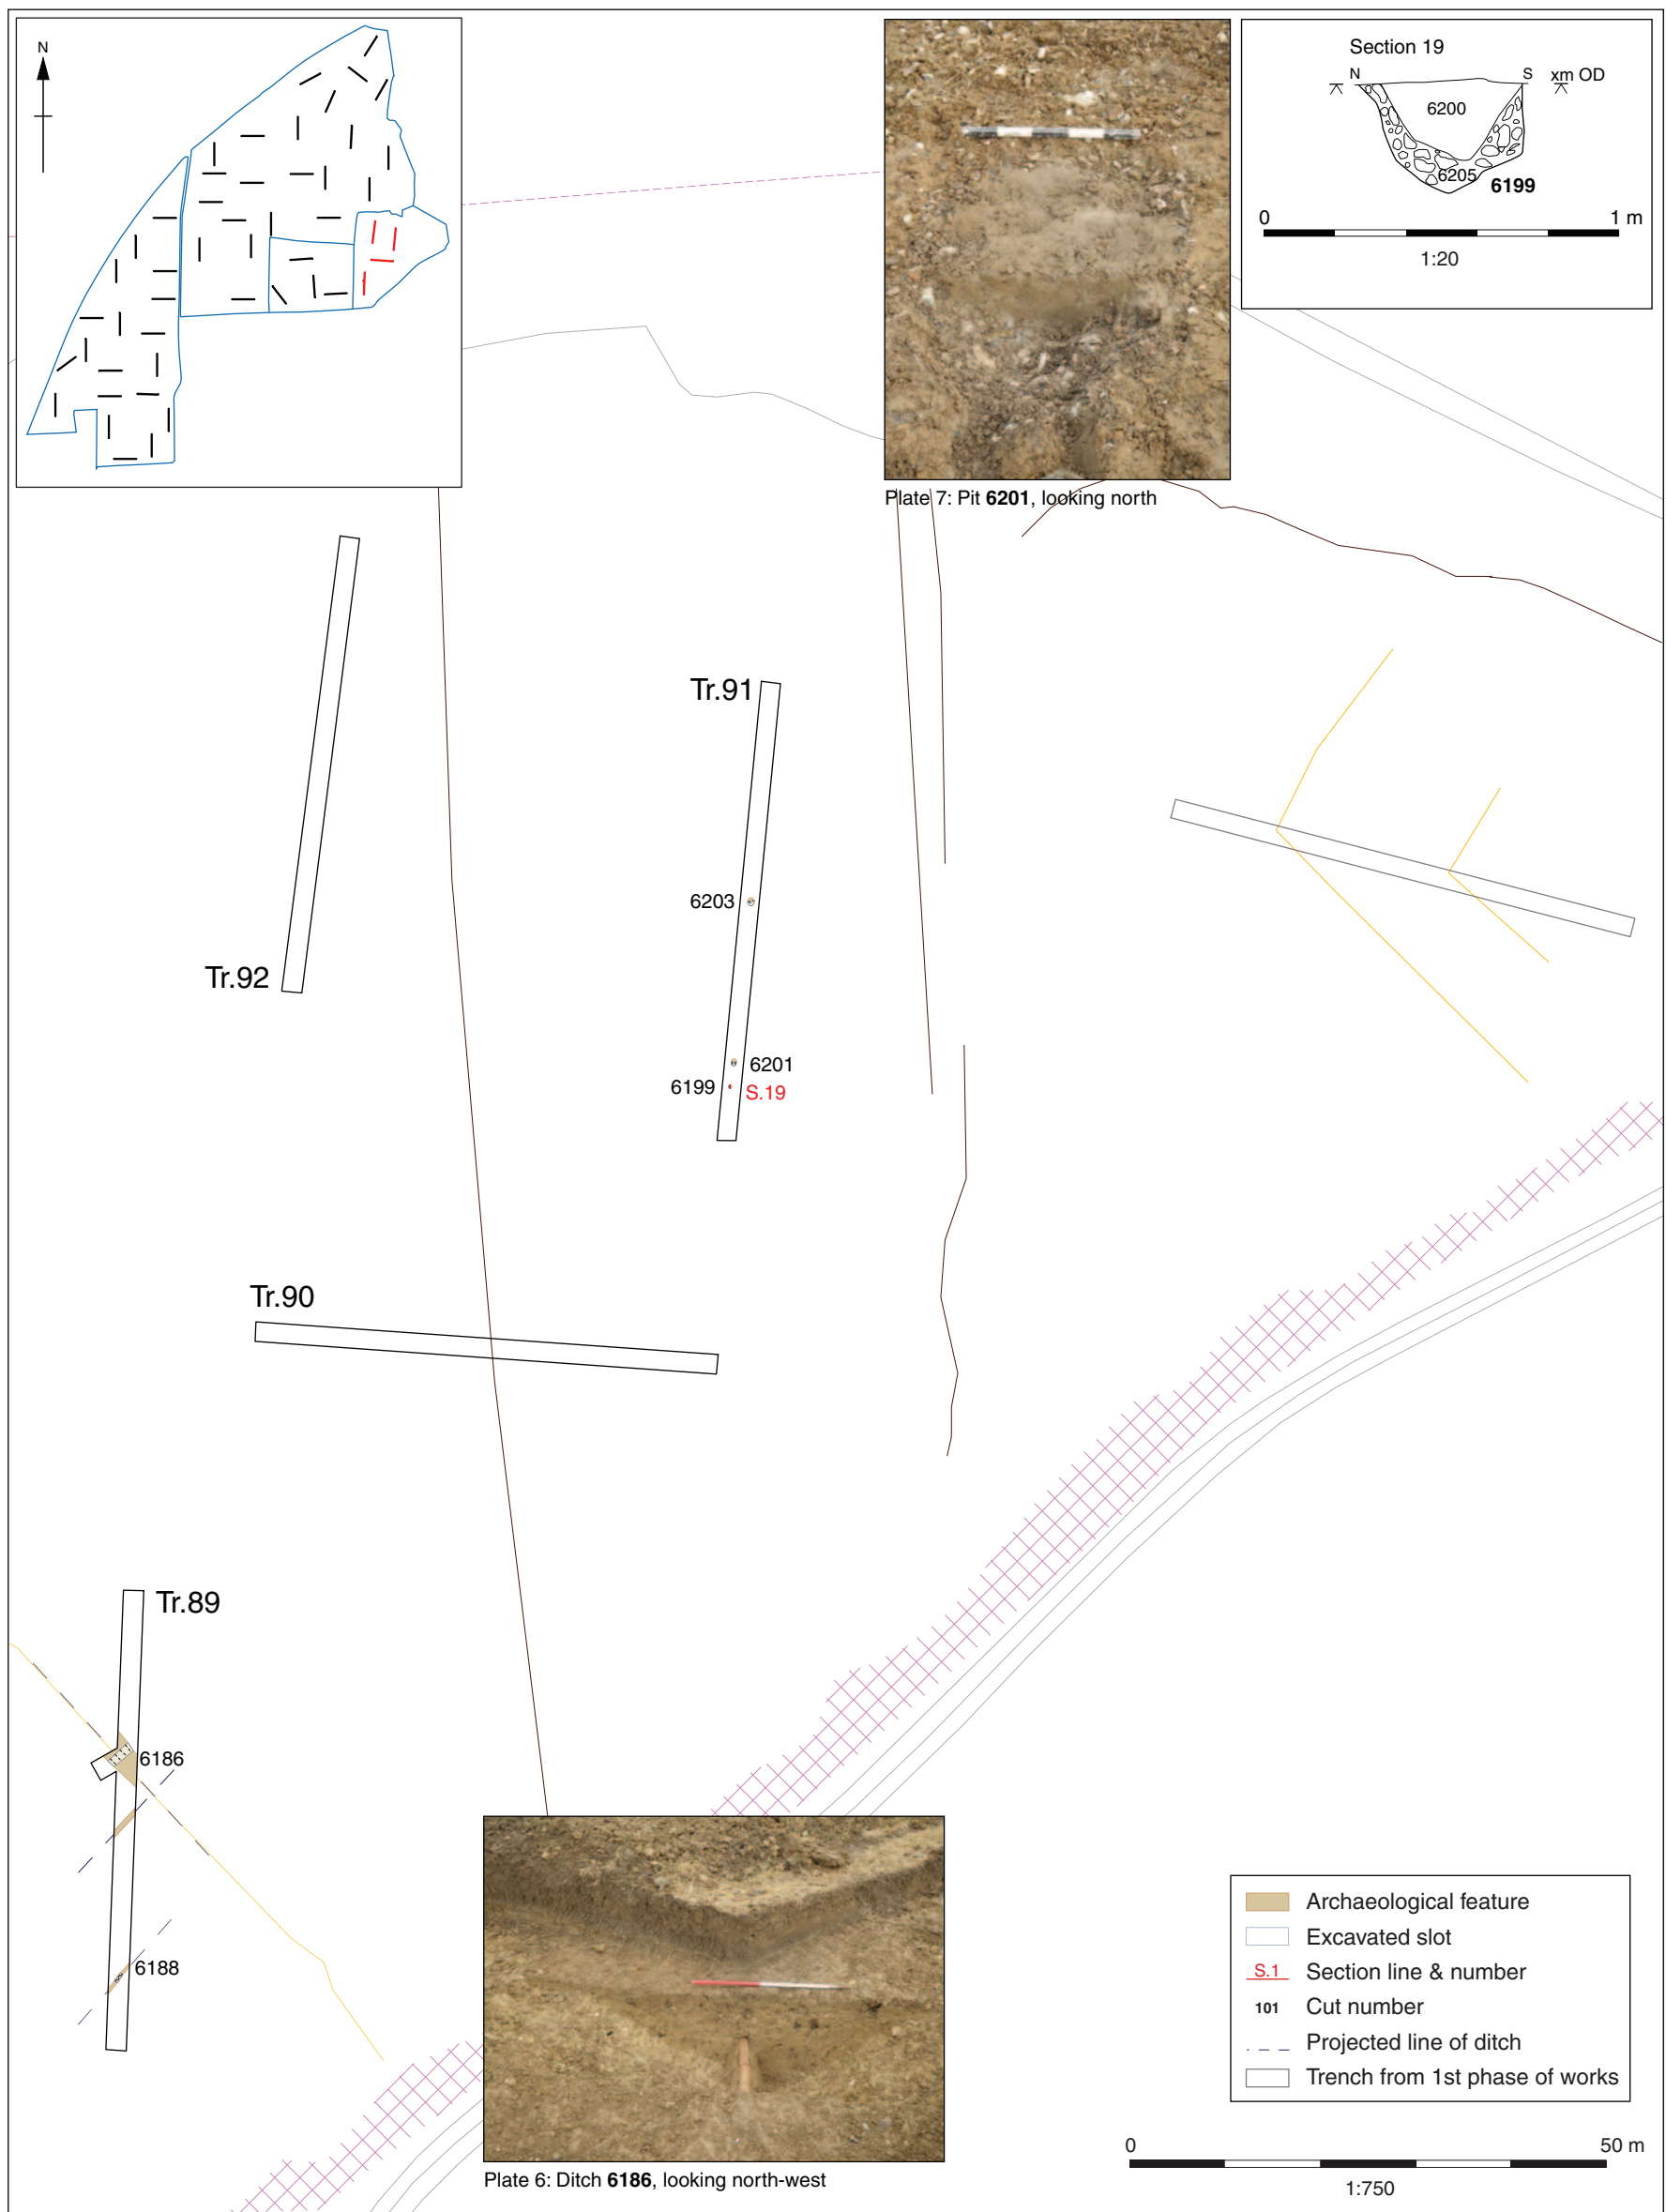 N
Section 19
N
S
xm OD
6200
6205
6199
0
1 m
1:20
Plate 7: Pit 6201, looking north
Tr.91
6203
Tr.92
6201
6199
S.19
Tr.90
Tr.89
6186
6188
Archaeological feature
Excavated slot
S.1 Section line & number
101 Cut number
Projected line of ditch
Trench from 1st phase of works
Plate 6: Ditch 6186, looking north-west
0
50 m
1:750